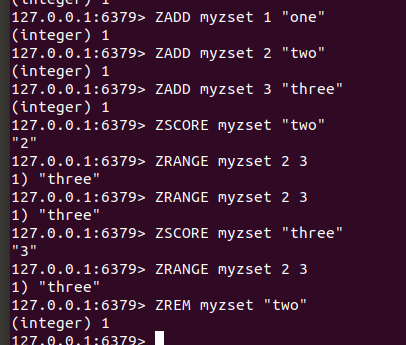 (integer) 1
127.0.0.1:6379> ZADD myzset 1 "one"
(integer) 1
127.0.0.1:6379> ZADD myzset 2 "two"
(integer) 1
127.0.0.1:6379> ZADD myzset 3 "three"
(integer) 1
127.0.0.1:6379> ZSCORE myzset "two"
"2"
127.0.0.1:6379> ZRANGE myzset 2 3
1) "three"
127.0.0.1:6379> ZRANGE myzset 2 3
1) "three"
127.0.0.1:6379> ZSCORE myzset "three"
"3"
127.0.0.1:6379> ZRANGE myzset 2 3
1) "three"
127.0.0.1:6379> ZREM myzset "two"
(integer) 1
127.0.0.1:6379>